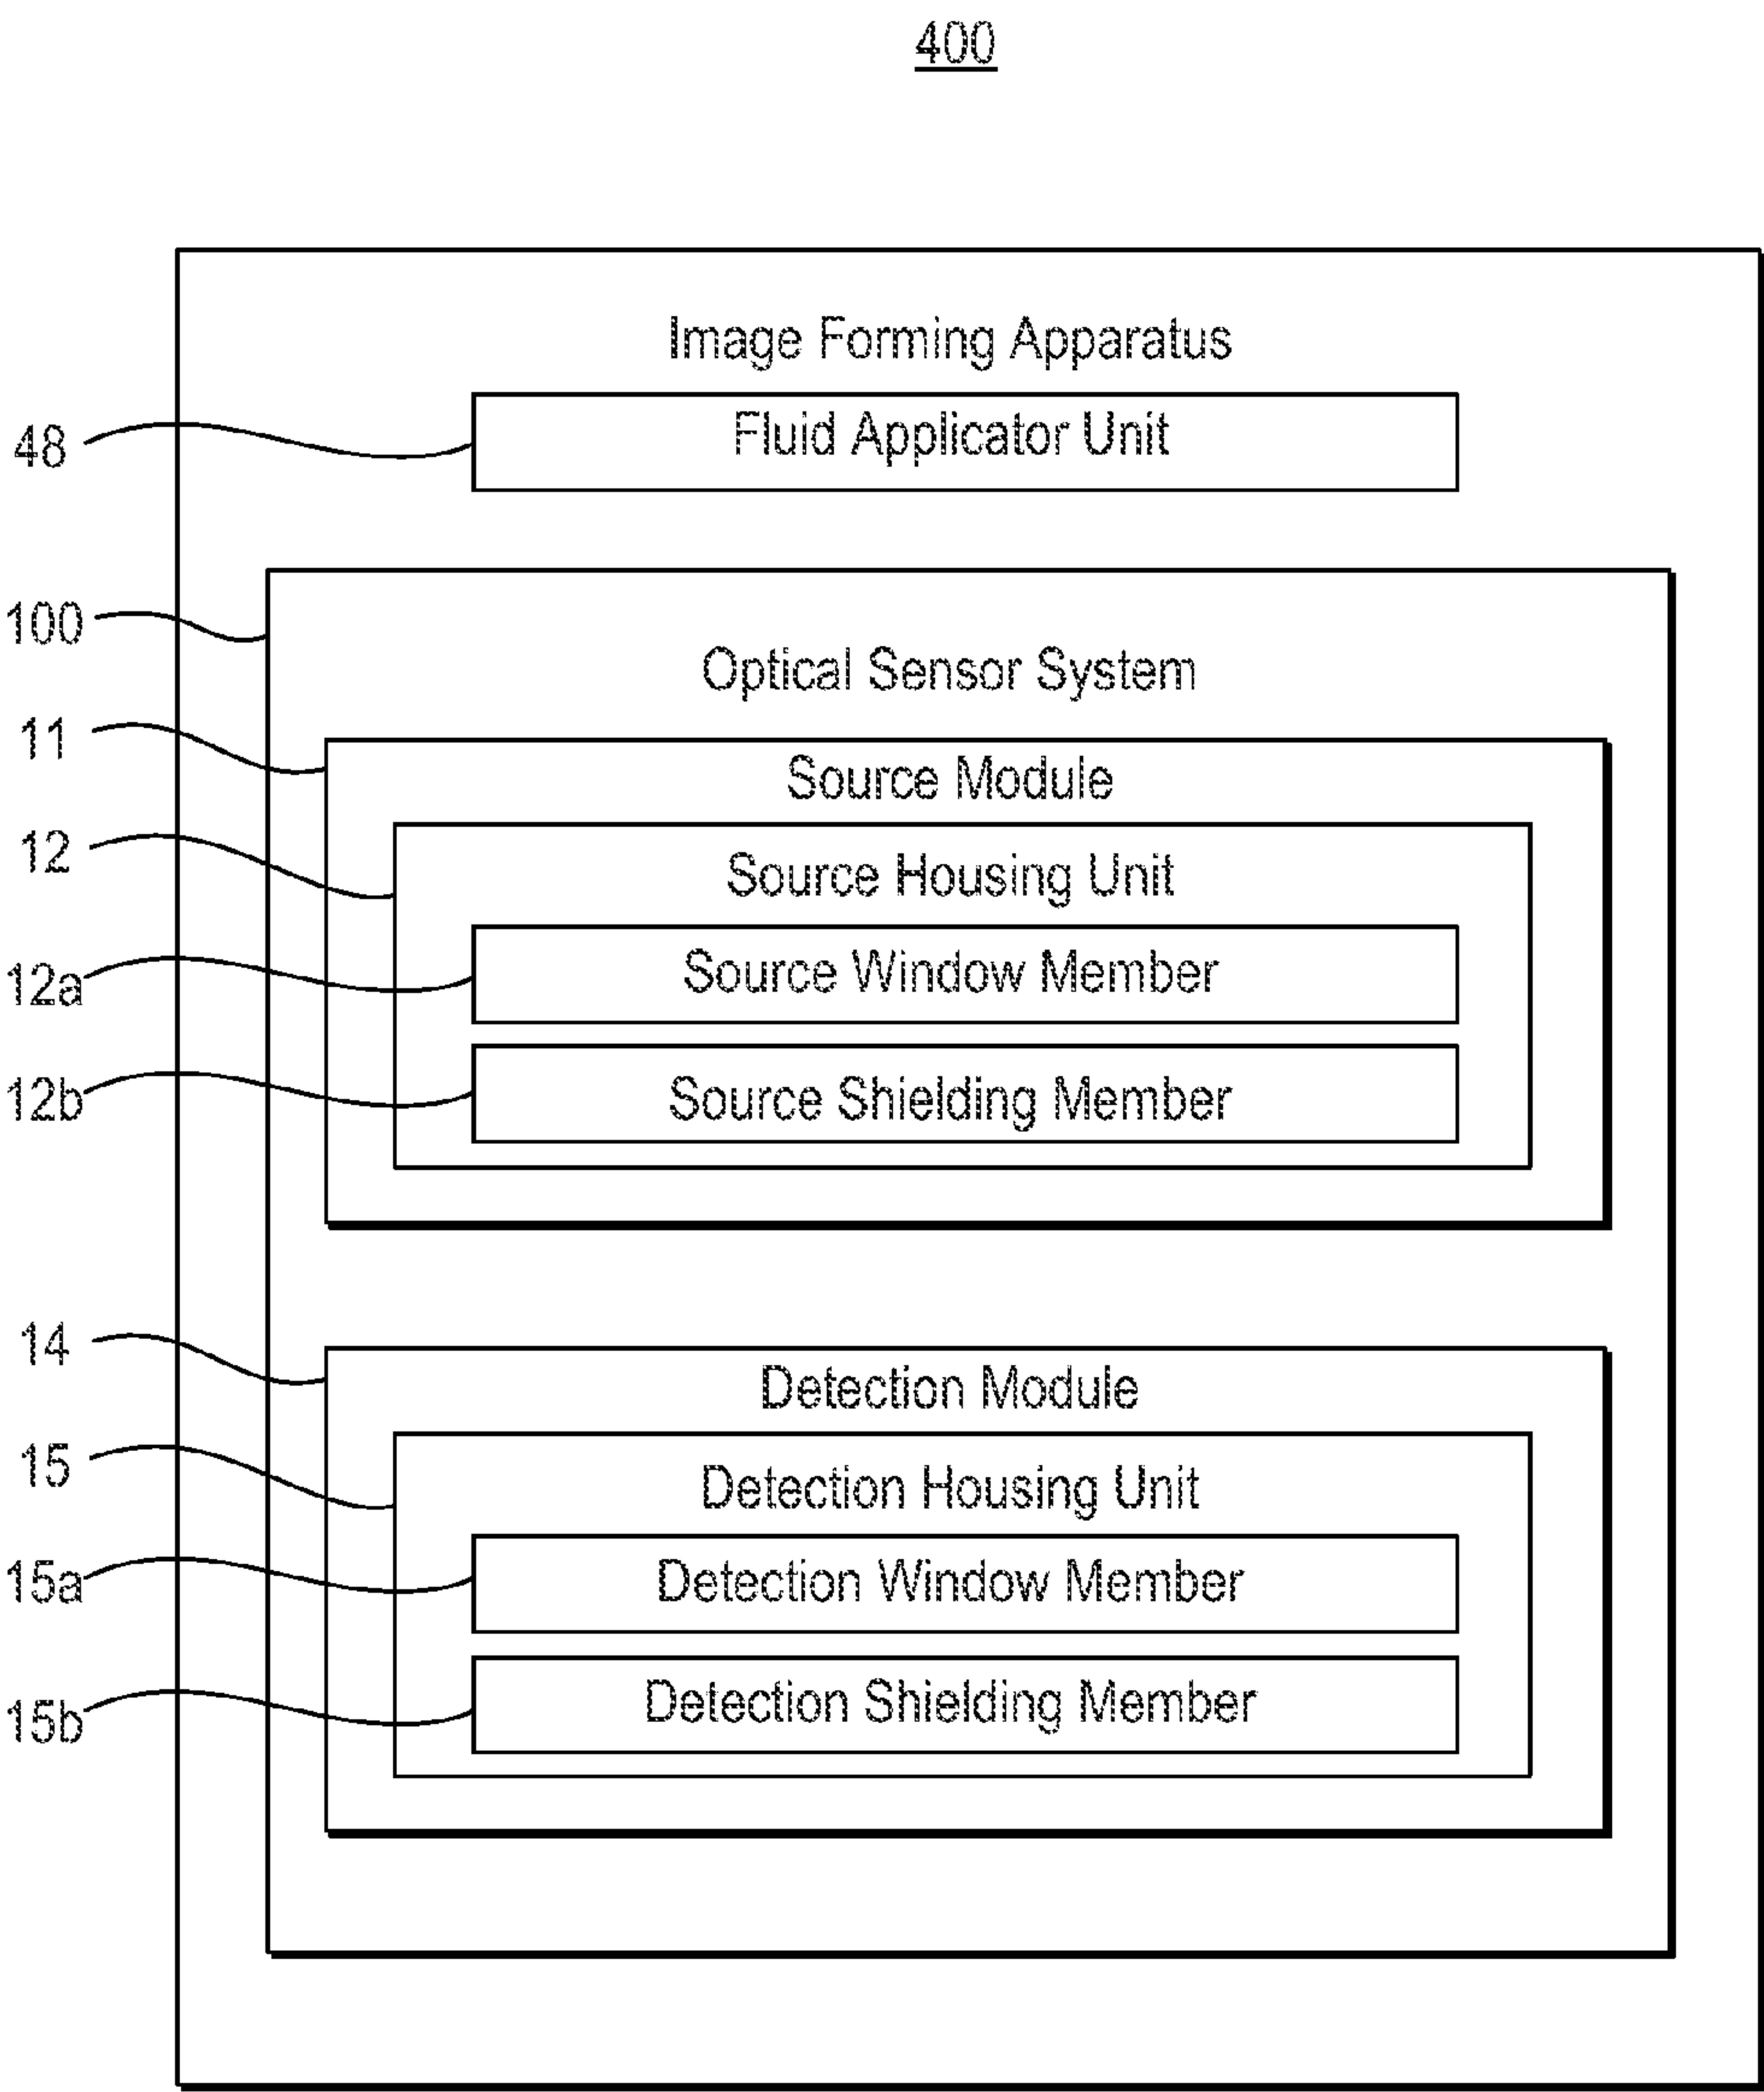 400
Image Forming Apparatus
48
Fluid Applicator Unit
100
Optical Sensor System
11
Source Module
12
Source Housing Unit
12a
Source Window Member
12b
Source Shielding Member
14
Detection Module
15
Detection Housing Unit
15a
Detection Window Member
15b
Detection Shielding Member